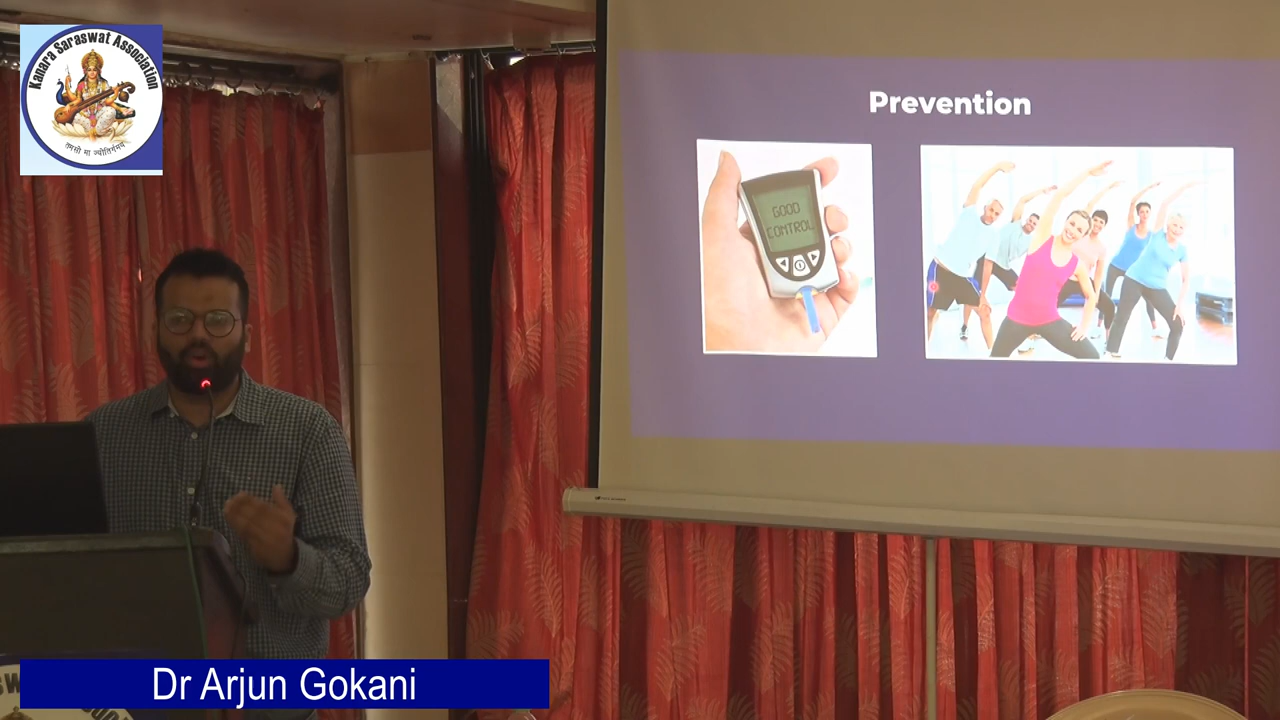 Kanara Saraswat Association
तमसो मा ज्योतिर्गमय
Prevention
GOOD
CONTROL
Dr Arjun Gokani